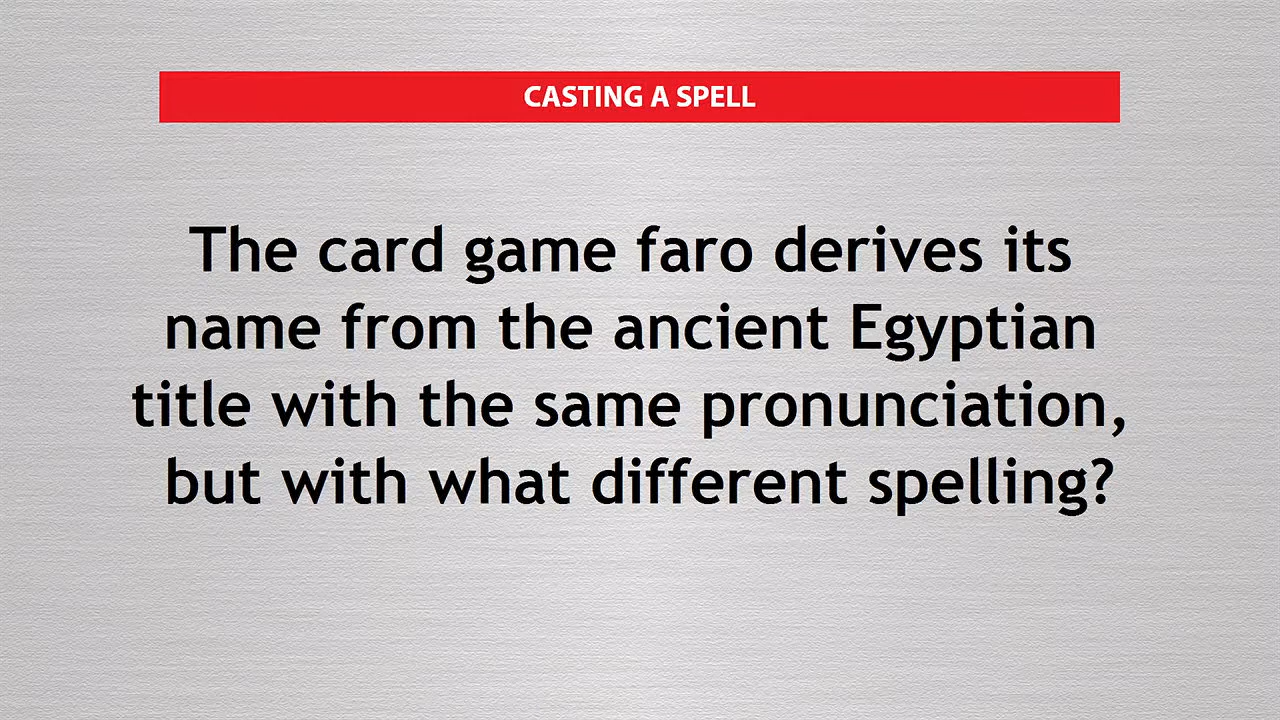 CASTING A SPELL
The card game faro derives its
name from the ancient Egyptian
title with the same pronunciation,
but with what different spelling?